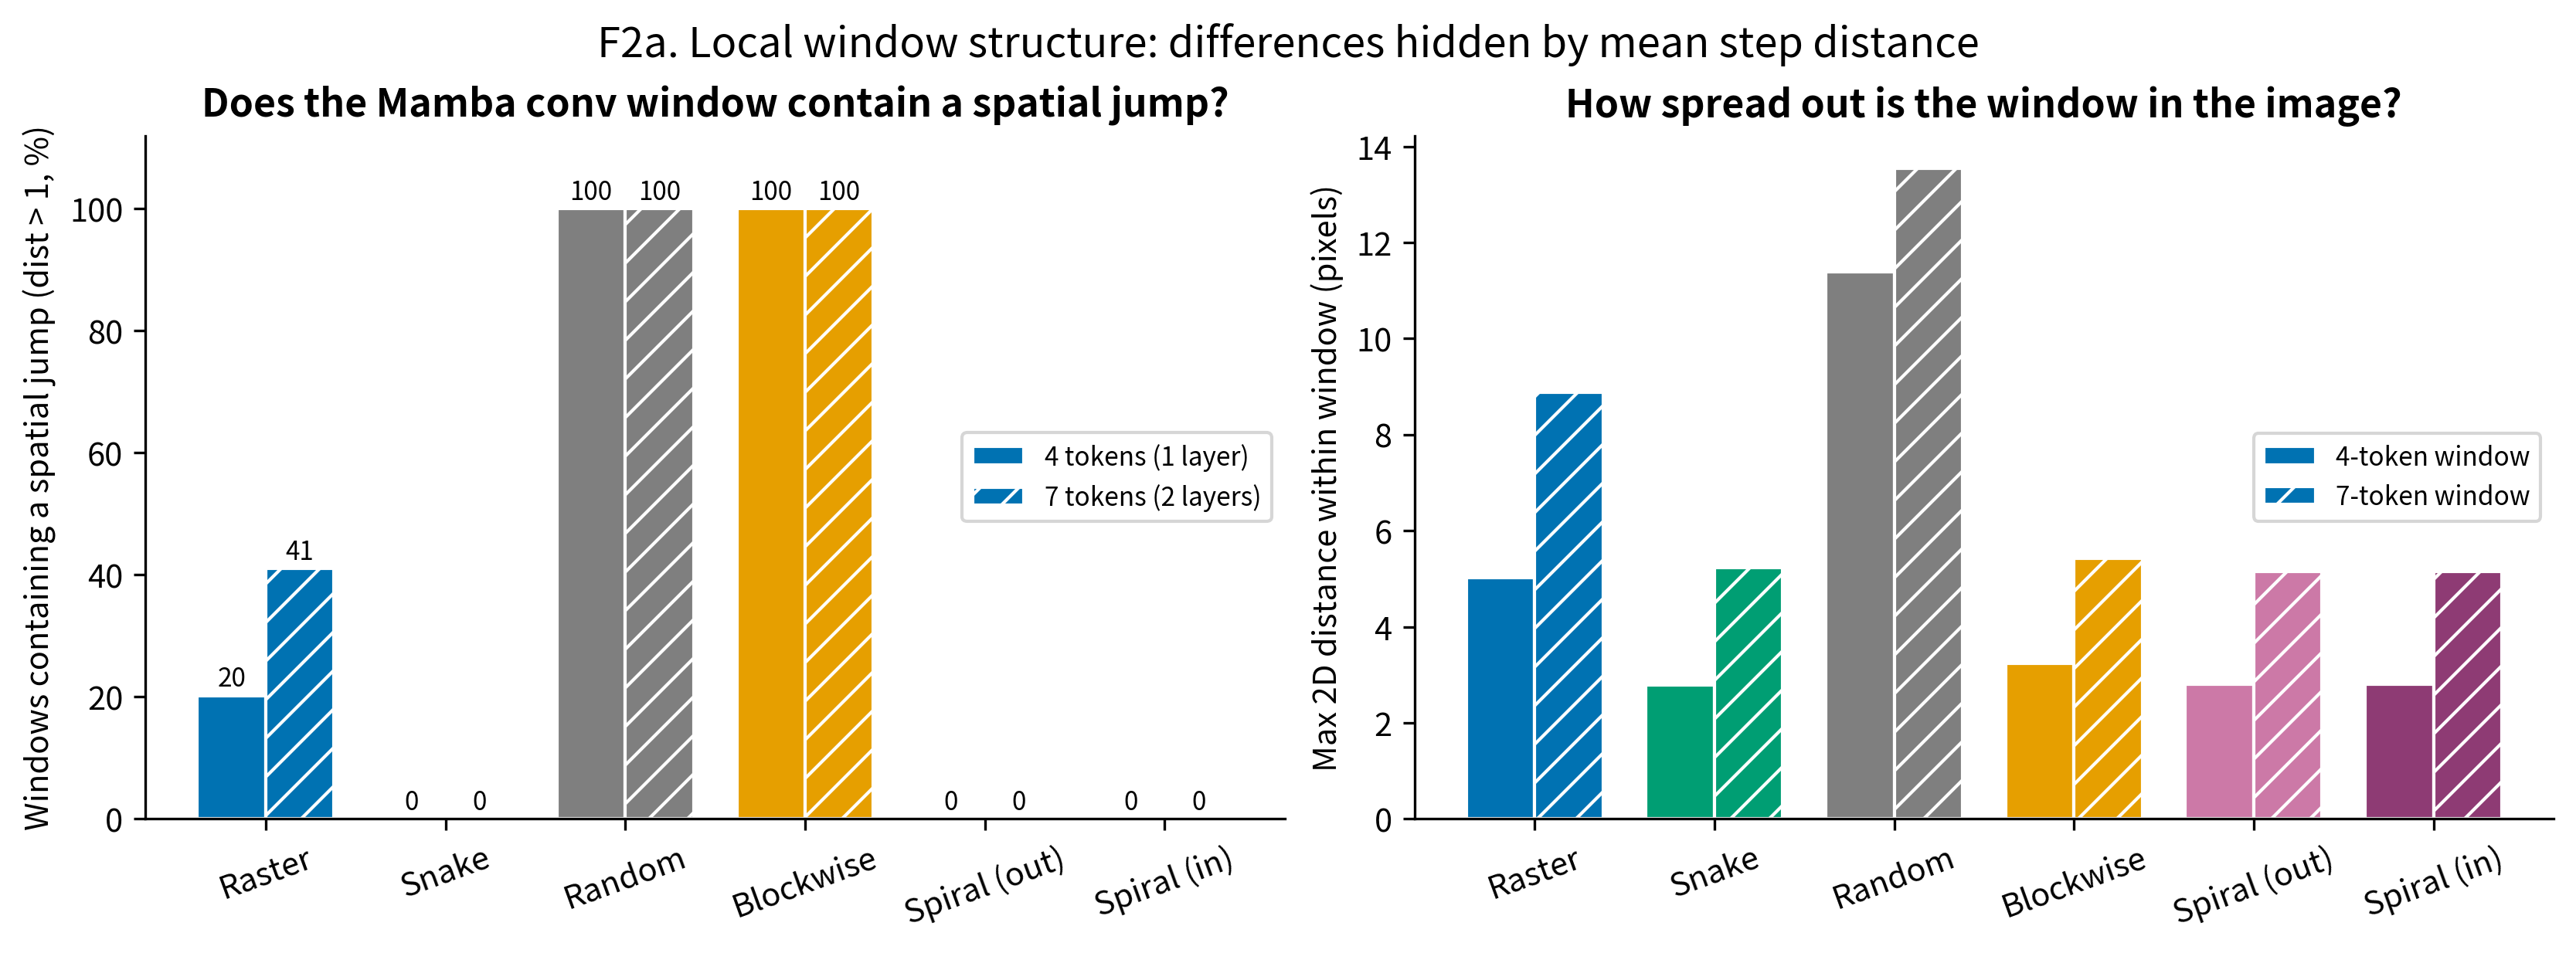 F2a. Local window structure: differences hidden by mean step distance
Does the Mamba conv window contain a spatial jump?
Windows containing a spatial jump (dist > 1, %)
100
80
60
40
20
0
20
41
0
0
100
100
100
100
0
0
0
0
4 tokens (1 layer)
7 tokens (2 layers)
Raster
Snake
Random
Blockwise
Spiral (out)
Spiral (in)
How spread out is the window in the image?
Max 2D distance within window (pixels)
14
12
10
8
6
4
2
0
4-token window
7-token window
Raster
Snake
Random
Blockwise
Spiral (out)
Spiral (in)